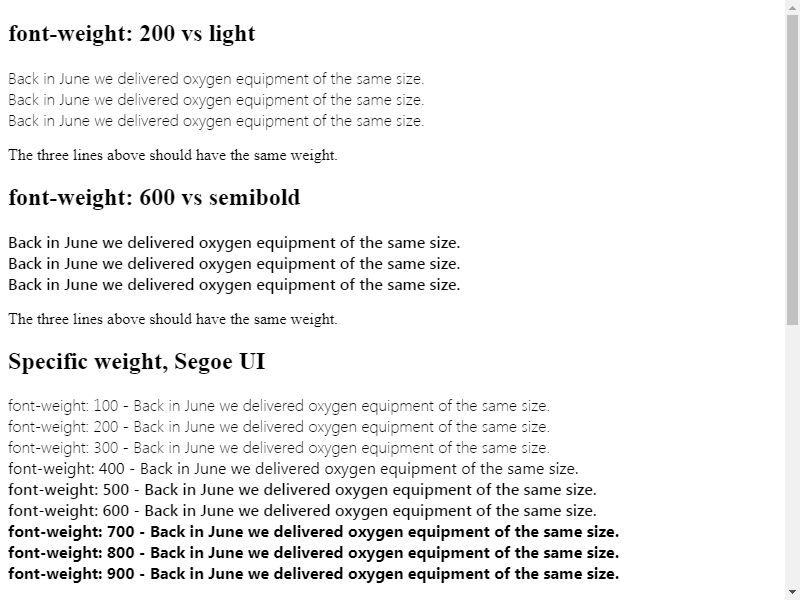 font-weight: 200 vs light
Back in June we delivered oxygen equipment of the same size.
Back in June we delivered oxygen equipment of the same size.
Back in June we delivered oxygen equipment of the same size.
The three lines above should have the same weight.
font-weight: 600 vs semibold
Back in June we delivered oxygen equipment of the same size.
Back in June we delivered oxygen equipment of the same size.
Back in June we delivered oxygen equipment of the same size.
The three lines above should have the same weight.
Specific weight, Segoe UI
font-weight: 100 - Back in June we delivered oxygen equipment of the same size.
font-weight: 200 - Back in June we delivered oxygen equipment of the same size.
font-weight: 300 - Back in June we delivered oxygen equipment of the same size.
font-weight: 400 - Back in June we delivered oxygen equipment of the same size.
font-weight: 500 - Back in June we delivered oxygen equipment of the same size.
font-weight: 600 - Back in June we delivered oxygen equipment of the same size.
font-weight: 700 - Back in June we delivered oxygen equipment of the same size.
font-weight: 800 - Back in June we delivered oxygen equipment of the same size.
font-weight: 900 - Back in June we delivered oxygen equipment of the same size.